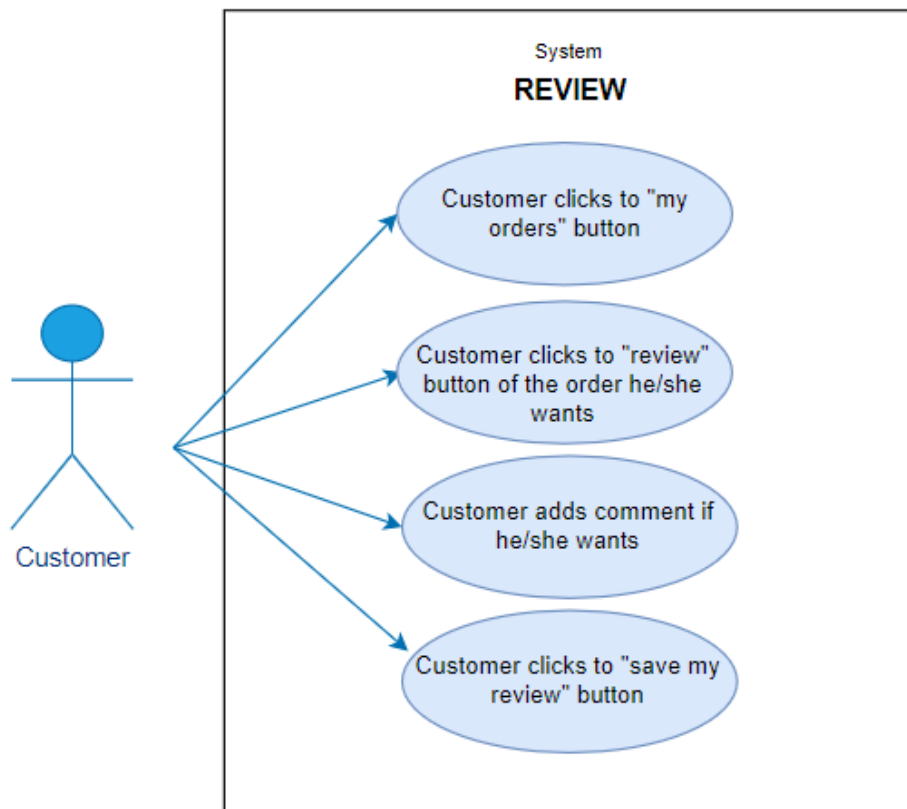 System
REVIEW
Customer clicks to "my
orders" button
Customer clicks to "review"
button of the order he/she
wants
Customer adds comment if
he/she wants
Customer
Customer clicks to "save my
review" button